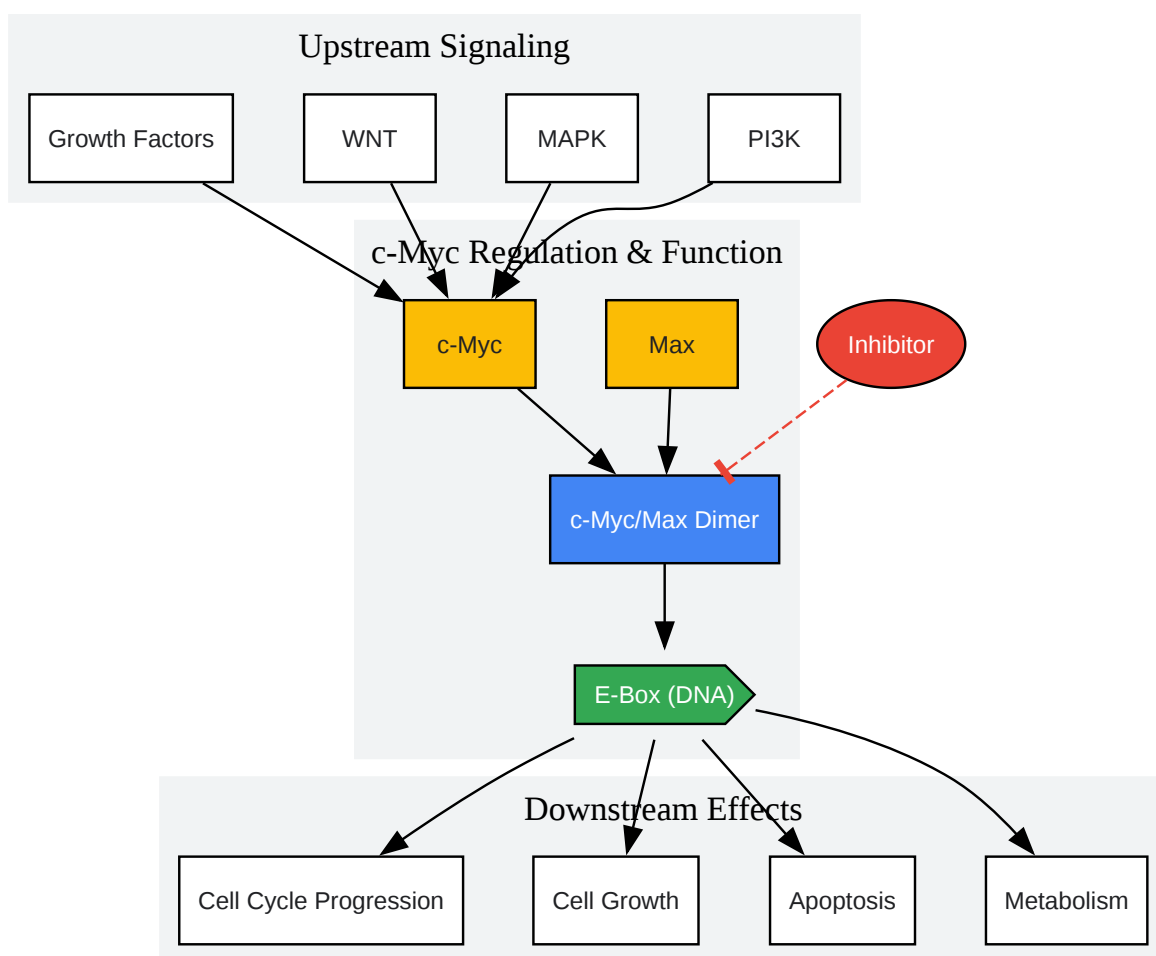 Upstream Signaling
Growth Factors
WNT
MAPK
PI3K
c-Myc Regulation & Function
c-Myc
Max
Inhibitor
c-Myc/Max Dimer
E-Box (DNA)
Downstream Effects
Cell Cycle Progression
Cell Growth
Apoptosis
Metabolism